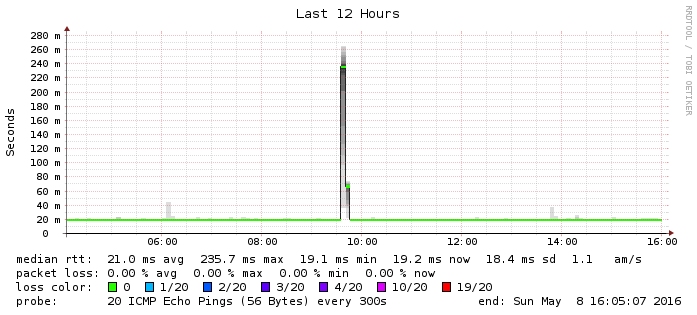 Last 12 Hours
RRDTOOL / TOBI OETIKER
Seconds
280 m
260 m
240 m
220 m
200 m
180 m
160 m
140 m
120 m
100 m
80 m
60 m
40 m
20 m
0
06:00 08:00 10:00 12:00 14:00 16:00
median rtt: 21.0 ms avg 235.7 ms max 19.1 ms min 19.2 ms now 18.4 ms sd 1.1 am/s
packet loss: 0.00 % avg 0.00 % max 0.00 % min 0.00 % now
loss color: 0 1/20 2/20 3/20 4/20 10/20 19/20
probe: 20 ICMP Echo Pings (56 Bytes) every 300s end: Sun May 8 16:05:07 2016